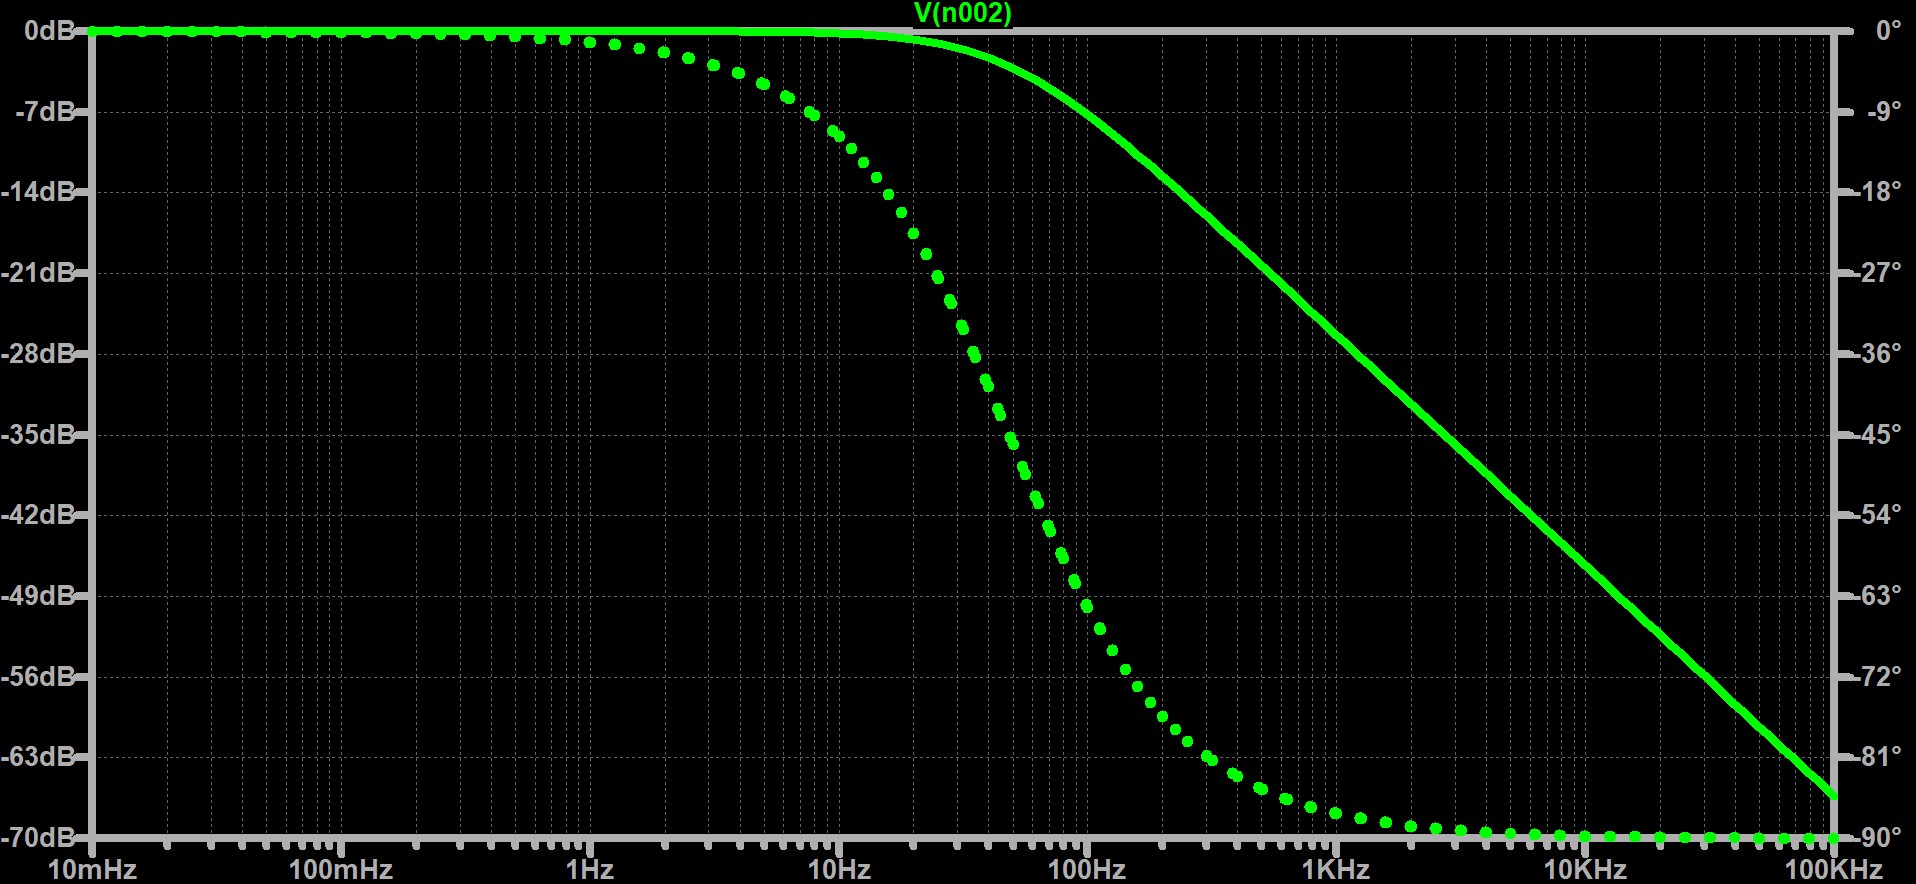 V(n002)
0dB 0°
-7dB -9°
-14dB -18°
-21dB -27°
-28dB -36°
-35dB -45°
-42dB -54°
-49dB -63°
-56dB -72°
-63dB -81°
-70dB -90°
10mHz 100mHz 1Hz 10Hz 100Hz 1KHz 10KHz 100KHz